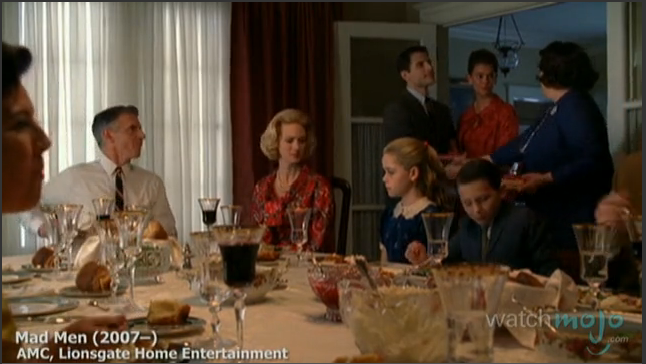 watchmojo.com
Mad Men (2007–)
AMC, Lionsgate Home Entertainment